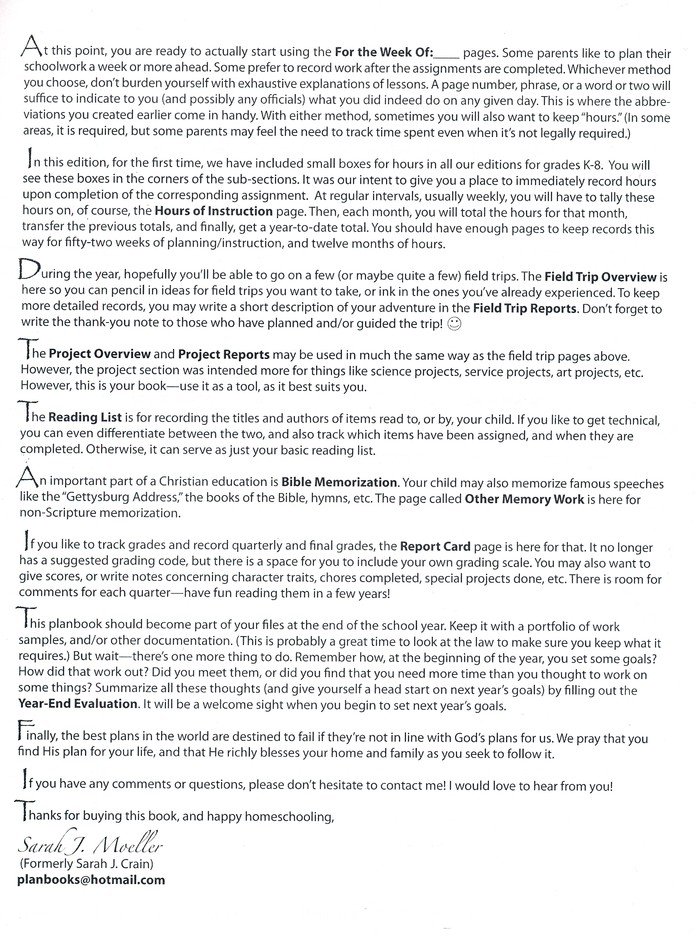 At this point, you are ready to actually start using the For the Week Of:____ pages. Some parents like to plan their
schoolwork a week or more ahead. Some prefer to record work after the assignments are completed. Whichever method
you choose, don't burden yourself with exhaustive explanations of lessons. A page number, phrase, or a word or two will
suffice to indicate to you (and possibly any officials) what you did indeed do on any given day. This is where the abbre-
viations you created earlier come in handy. With either method, sometimes you will also want to keep "hours." (In some
areas, it is required, but some parents may feel the need to track time spent even when it's not legally required.)
In this edition, for the first time, we have included small boxes for hours in all our editions for grades K-8. You will
see these boxes in the corners of the sub-sections. It was our intent to give you a place to immediately record hours
upon completion of the corresponding assignment. At regular intervals, usually weekly, you will have to tally these
hours on, of course, the Hours of Instruction page. Then, each month, you will total the hours for that month,
transfer the previous totals, and finally, get a year-to-date total. You should have enough pages to keep records this
way for fifty-two weeks of planning/instruction, and twelve months of hours.
During the year, hopefully you'll be able to go on a few (or maybe quite a few) field trips. The Field Trip Overview is
here so you can pencil in ideas for field trips you want to take, or ink in the ones you've already experienced. To keep
more detailed records, you may write a short description of your adventure in the Field Trip Reports. Don't forget to
write the thank-you note to those who have planned and/or guided the trip! ☺
The Project Overview and Project Reports may be used in much the same way as the field trip pages above.
However, the project section was intended more for things like science projects, service projects, art projects, etc.
However, this is your book—use it as a tool, as it best suits you.
The Reading List is for recording the titles and authors of items read to, or by, your child. If you like to get technical,
you can even differentiate between the two, and also track which items have been assigned, and when they are
completed. Otherwise, it can serve as just your basic reading list.
An important part of a Christian education is Bible Memorization. Your child may also memorize famous speeches
like the "Gettysburg Address," the books of the Bible, hymns, etc. The page called Other Memory Work is here for
non-Scripture memorization.
If you like to track grades and record quarterly and final grades, the Report Card page is here for that. It no longer
has a suggested grading code, but there is a space for you to include your own grading scale. You may also want to
give scores, or write notes concerning character traits, chores completed, special projects done, etc. There is room for
comments for each quarter—have fun reading them in a few years!
This planbook should become part of your files at the end of the school year. Keep it with a portfolio of work
samples, and/or other documentation. (This is probably a great time to look at the law to make sure you keep what it
requires.) But wait—there's one more thing to do. Remember how, at the beginning of the year, you set some goals?
How did that work out? Did you meet them, or did you find that you need more time than you thought to work on
some things? Summarize all these thoughts (and give yourself a head start on next year's goals) by filling out the
Year-End Evaluation. It will be a welcome sight when you begin to set next year's goals.
Finally, the best plans in the world are destined to fail if they're not in line with God's plans for us. We pray that you
find His plan for your life, and that He richly blesses your home and family as you seek to follow it.
If you have any comments or questions, please don't hesitate to contact me! I would love to hear from you!
Thanks for buying this book, and happy homeschooling,
Sarah J. Moeller
(Formerly Sarah J. Crain)
planbooks@hotmail.com